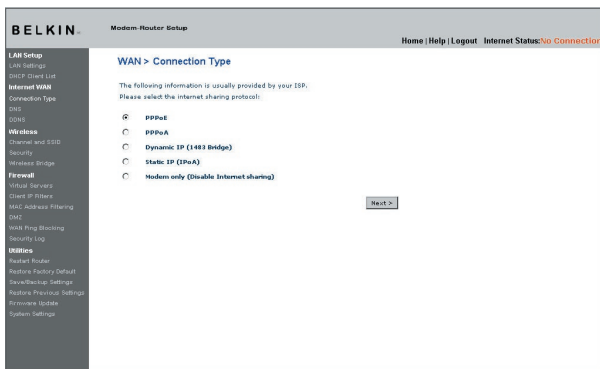 BELKIN
Modem-Router Setup
Home | Help | Logout Internet Status:No Connection
LAN Setup
LAN Settings
DHCP Client List
Internet WAN
Connection Type
DNS
DDNS
Wireless
Channel and SSID
Security
Wireless Bridge
Firewall
Virtual Servers
Client IP Filters
MAC Address Filtering
DMZ
WAN Ping Blocking
Security Log
Utilities
Restart Router
Restore Factory Default
Save/Backup Settings
Restore Previous Settings
Firmware Update
System Settings
WAN > Connection Type
The following information is usually provided by your ISP.
Please select the internet sharing protocol:
PPPoE
PPPoA
Dynamic IP (1483 Bridge)
Static IP (IPoA)
Modem only (Disable Internet sharing)
Next >